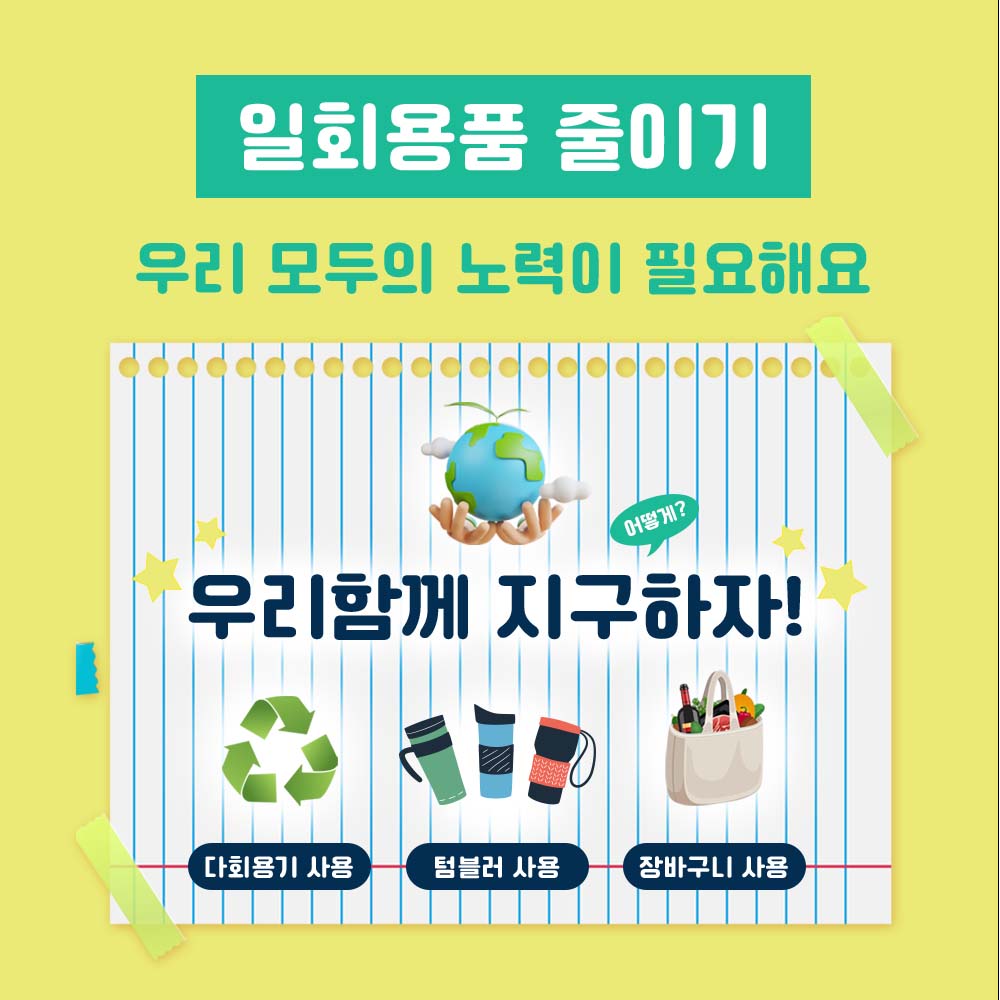 일회용품 줄이기
우리 모두의 노력이 필요해요
어떻게?
우리함께 지구하자!
다회용기 사용
텀블러 사용
장바구니 사용